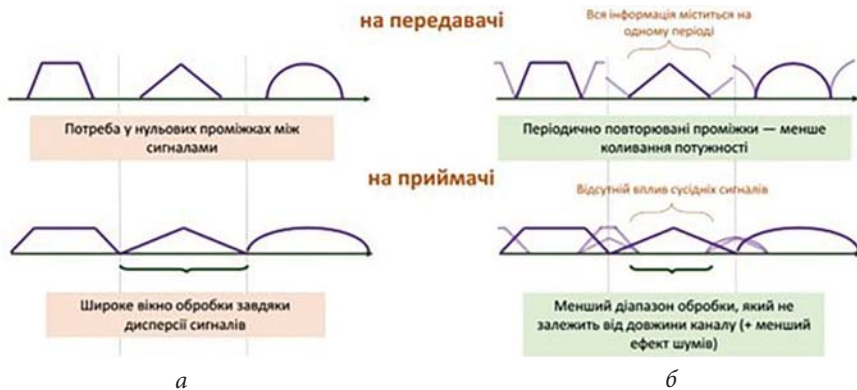 на передавачі
Вся інформація міститься на
одному періоді
Потреба у нульових проміжках між
сигналами
Періодично повторювані проміжки — менше
коливання потужності
на приймачі
Відсутній вплив сусідніх сигналів
Широке вікно обробки завдяки
дисперсії сигналів
Менший діапазон обробки, який не
залежить від довжини каналу (+ менший
ефект шумів)
а
б